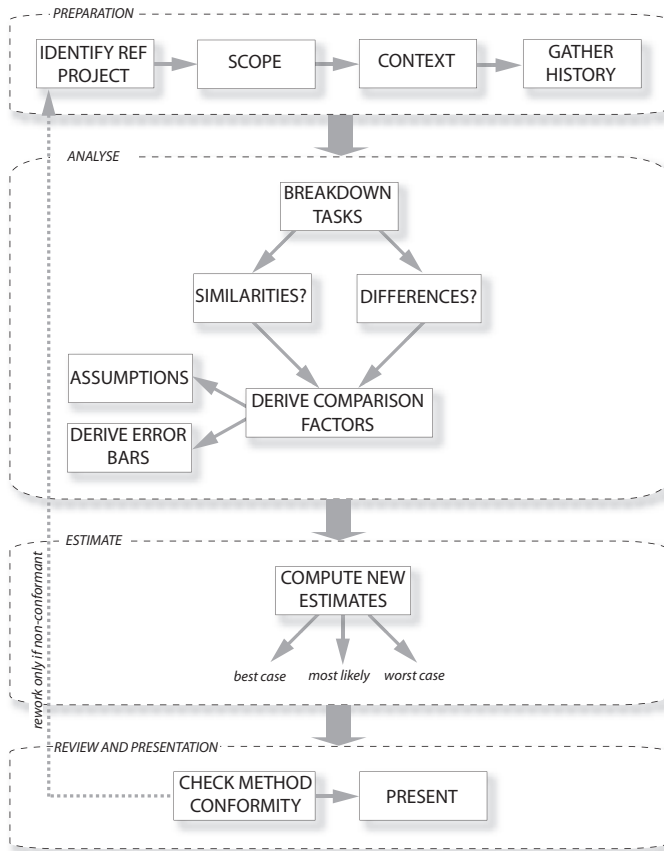 PREPARATION
IDENTIFY REF
PROJECT
SCOPE
CONTEXT
GATHER
HISTORY
ANALYSE
BREAKDOWN
TASKS
SIMILARITIES?
DIFFERENCES?
ASSUMPTIONS
DERIVE COMPARISON
FACTORS
DERIVE ERROR
BARS
ESTIMATE
COMPUTE NEW
ESTIMATES
best case
most likely
worst case
rework only if non-conformant
REVIEW AND PRESENTATION
CHECK METHOD
CONFORMITY
PRESENT